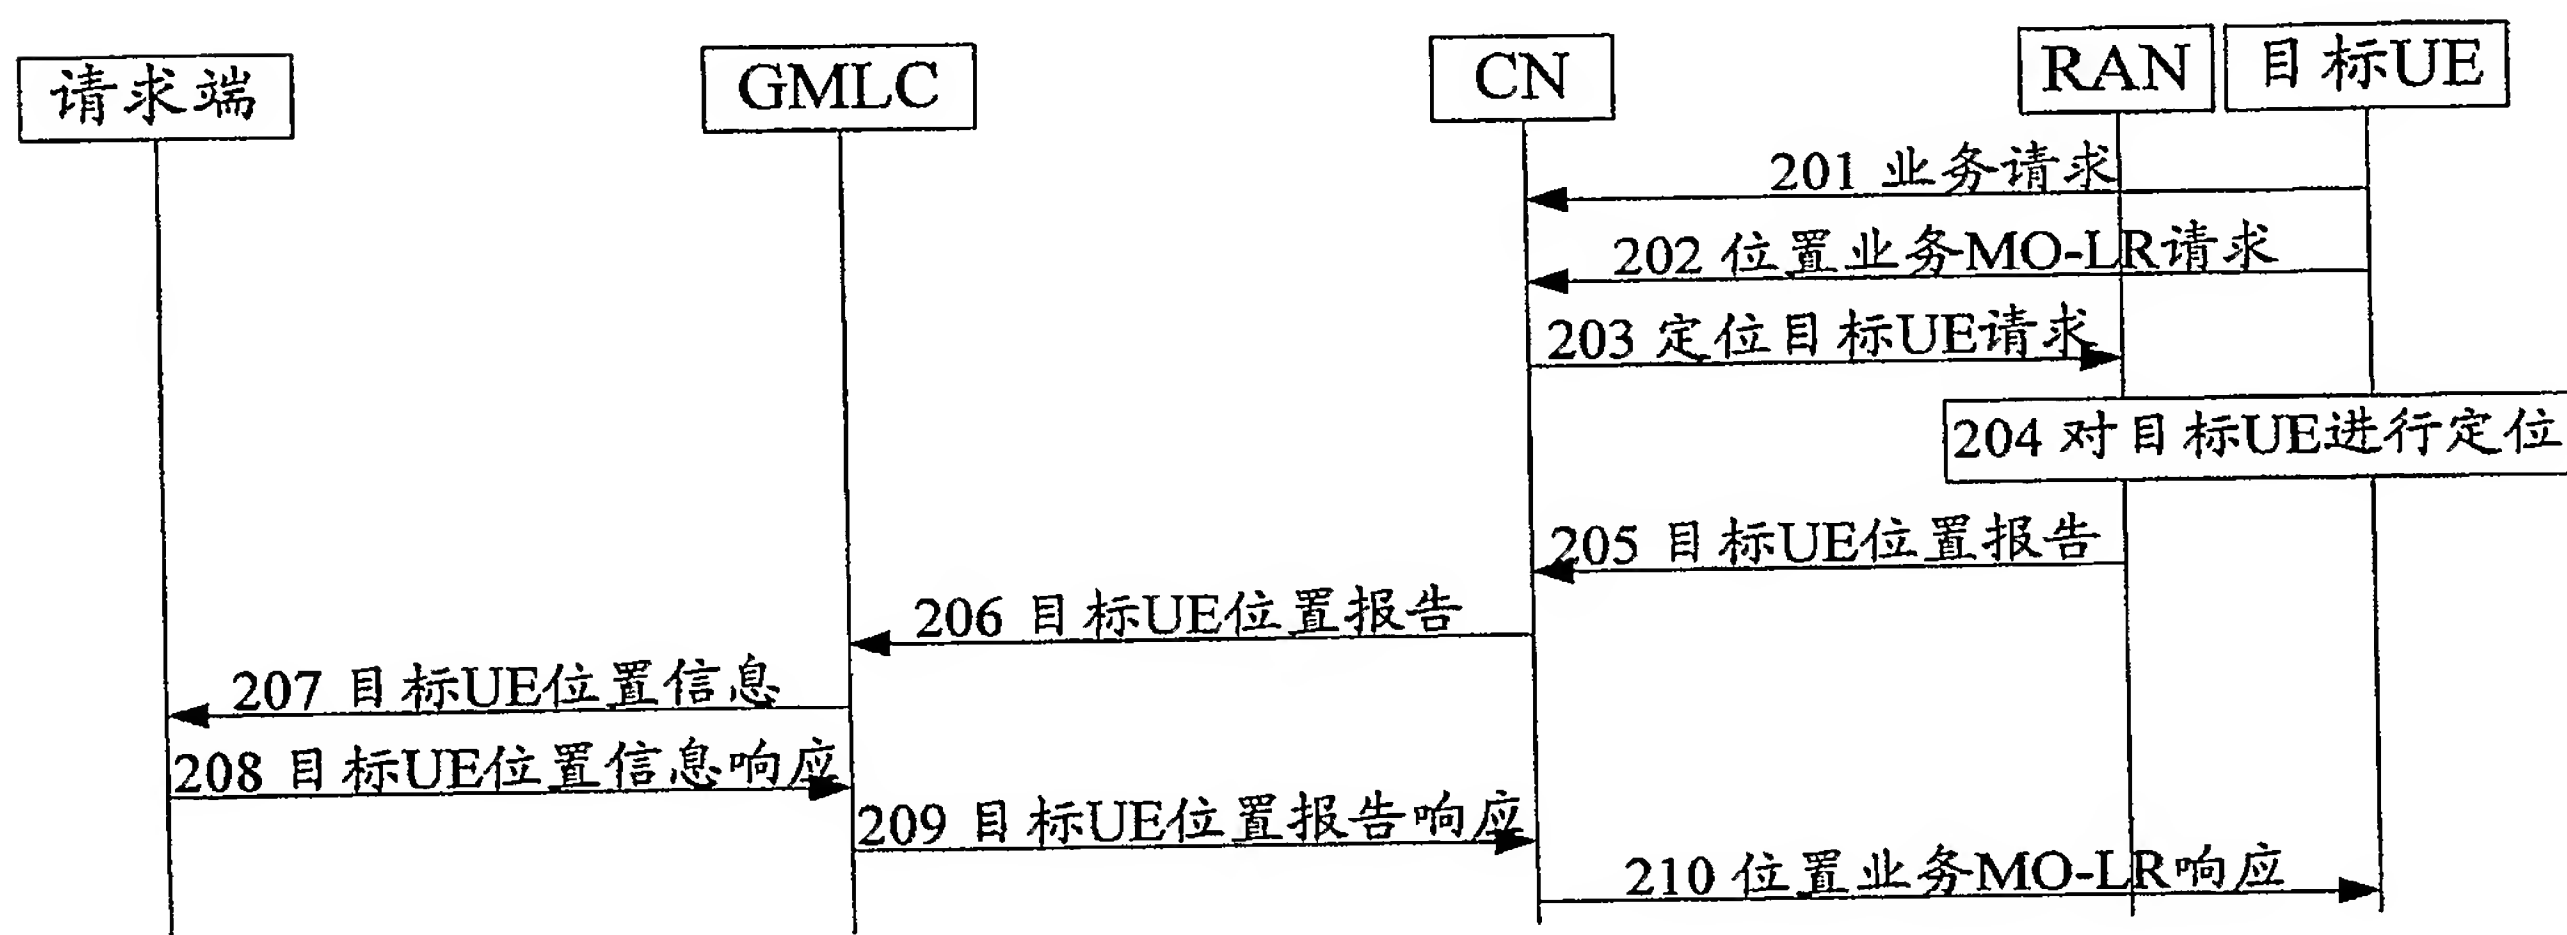 请求端
GMLC
CN
RAN
目标UE
201 业务请求
202 位置业务MO-LR请求
203 定位目标UE请求
204 对目标UE进行定位
205 目标UE位置报告
206 目标UE位置报告
207 目标UE位置信息
208 目标UE位置信息响应
209 目标UE位置报告响应
210 位置业务MO-LR响应